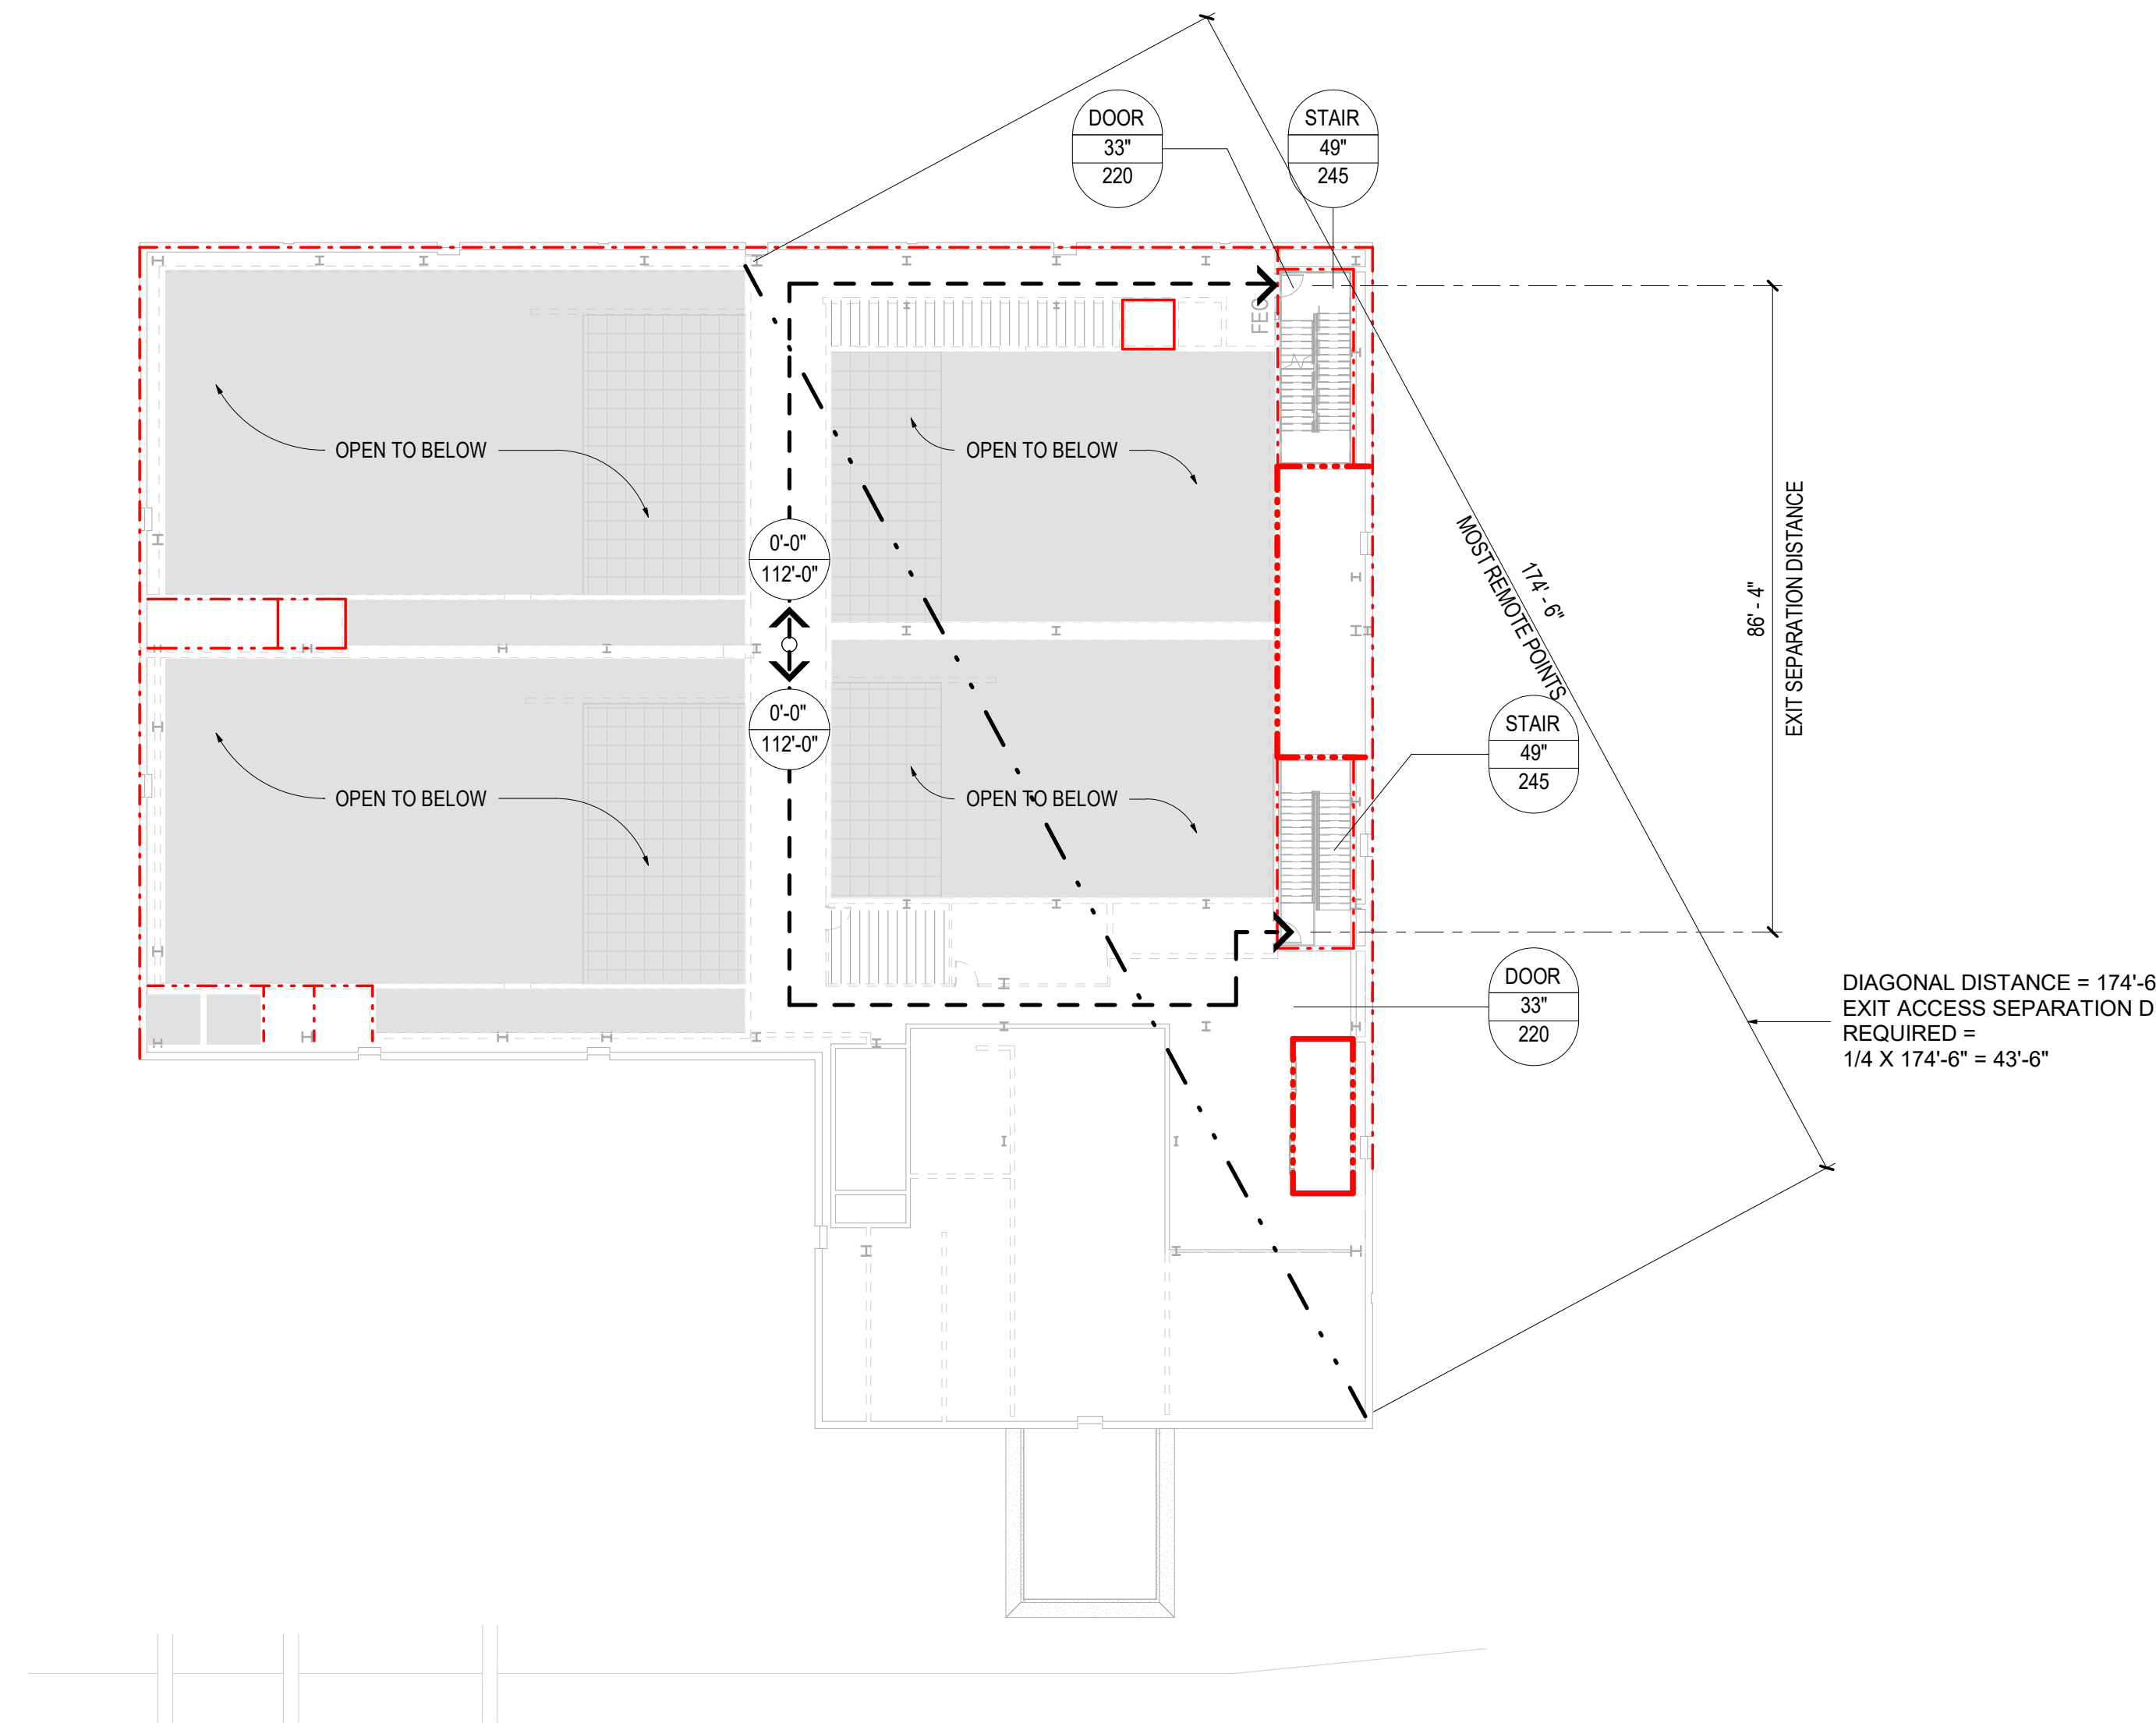 DOOR
33"
220
STAIR
49"
245
FEC
OPEN TO BELOW
OPEN TO BELOW
0'-0"
112'-0"
0'-0"
112'-0"
MOST REMOTE POINTS
174' - 6"
86' - 4"
EXIT SEPARATION DISTANCE
STAIR
49"
245
OPEN TO BELOW
OPEN TO BELOW
DOOR
33"
220
DIAGONAL DISTANCE = 174'-6
EXIT ACCESS SEPARATION D
REQUIRED =
1/4 X 174'-6" = 43'-6"